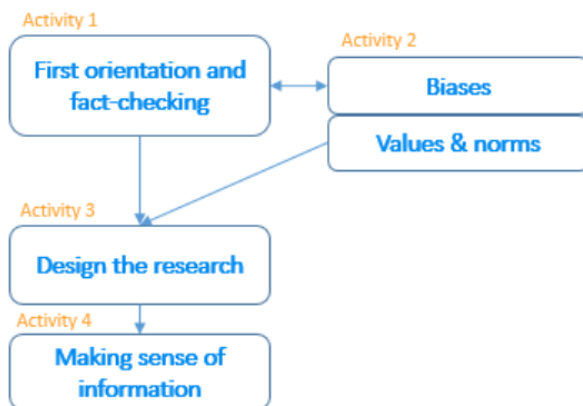 Activity 1
First orientation and
fact-checking
Activity 2
Biases
Values & norms
Activity 3
Design the research
Activity 4
Making sense of
information